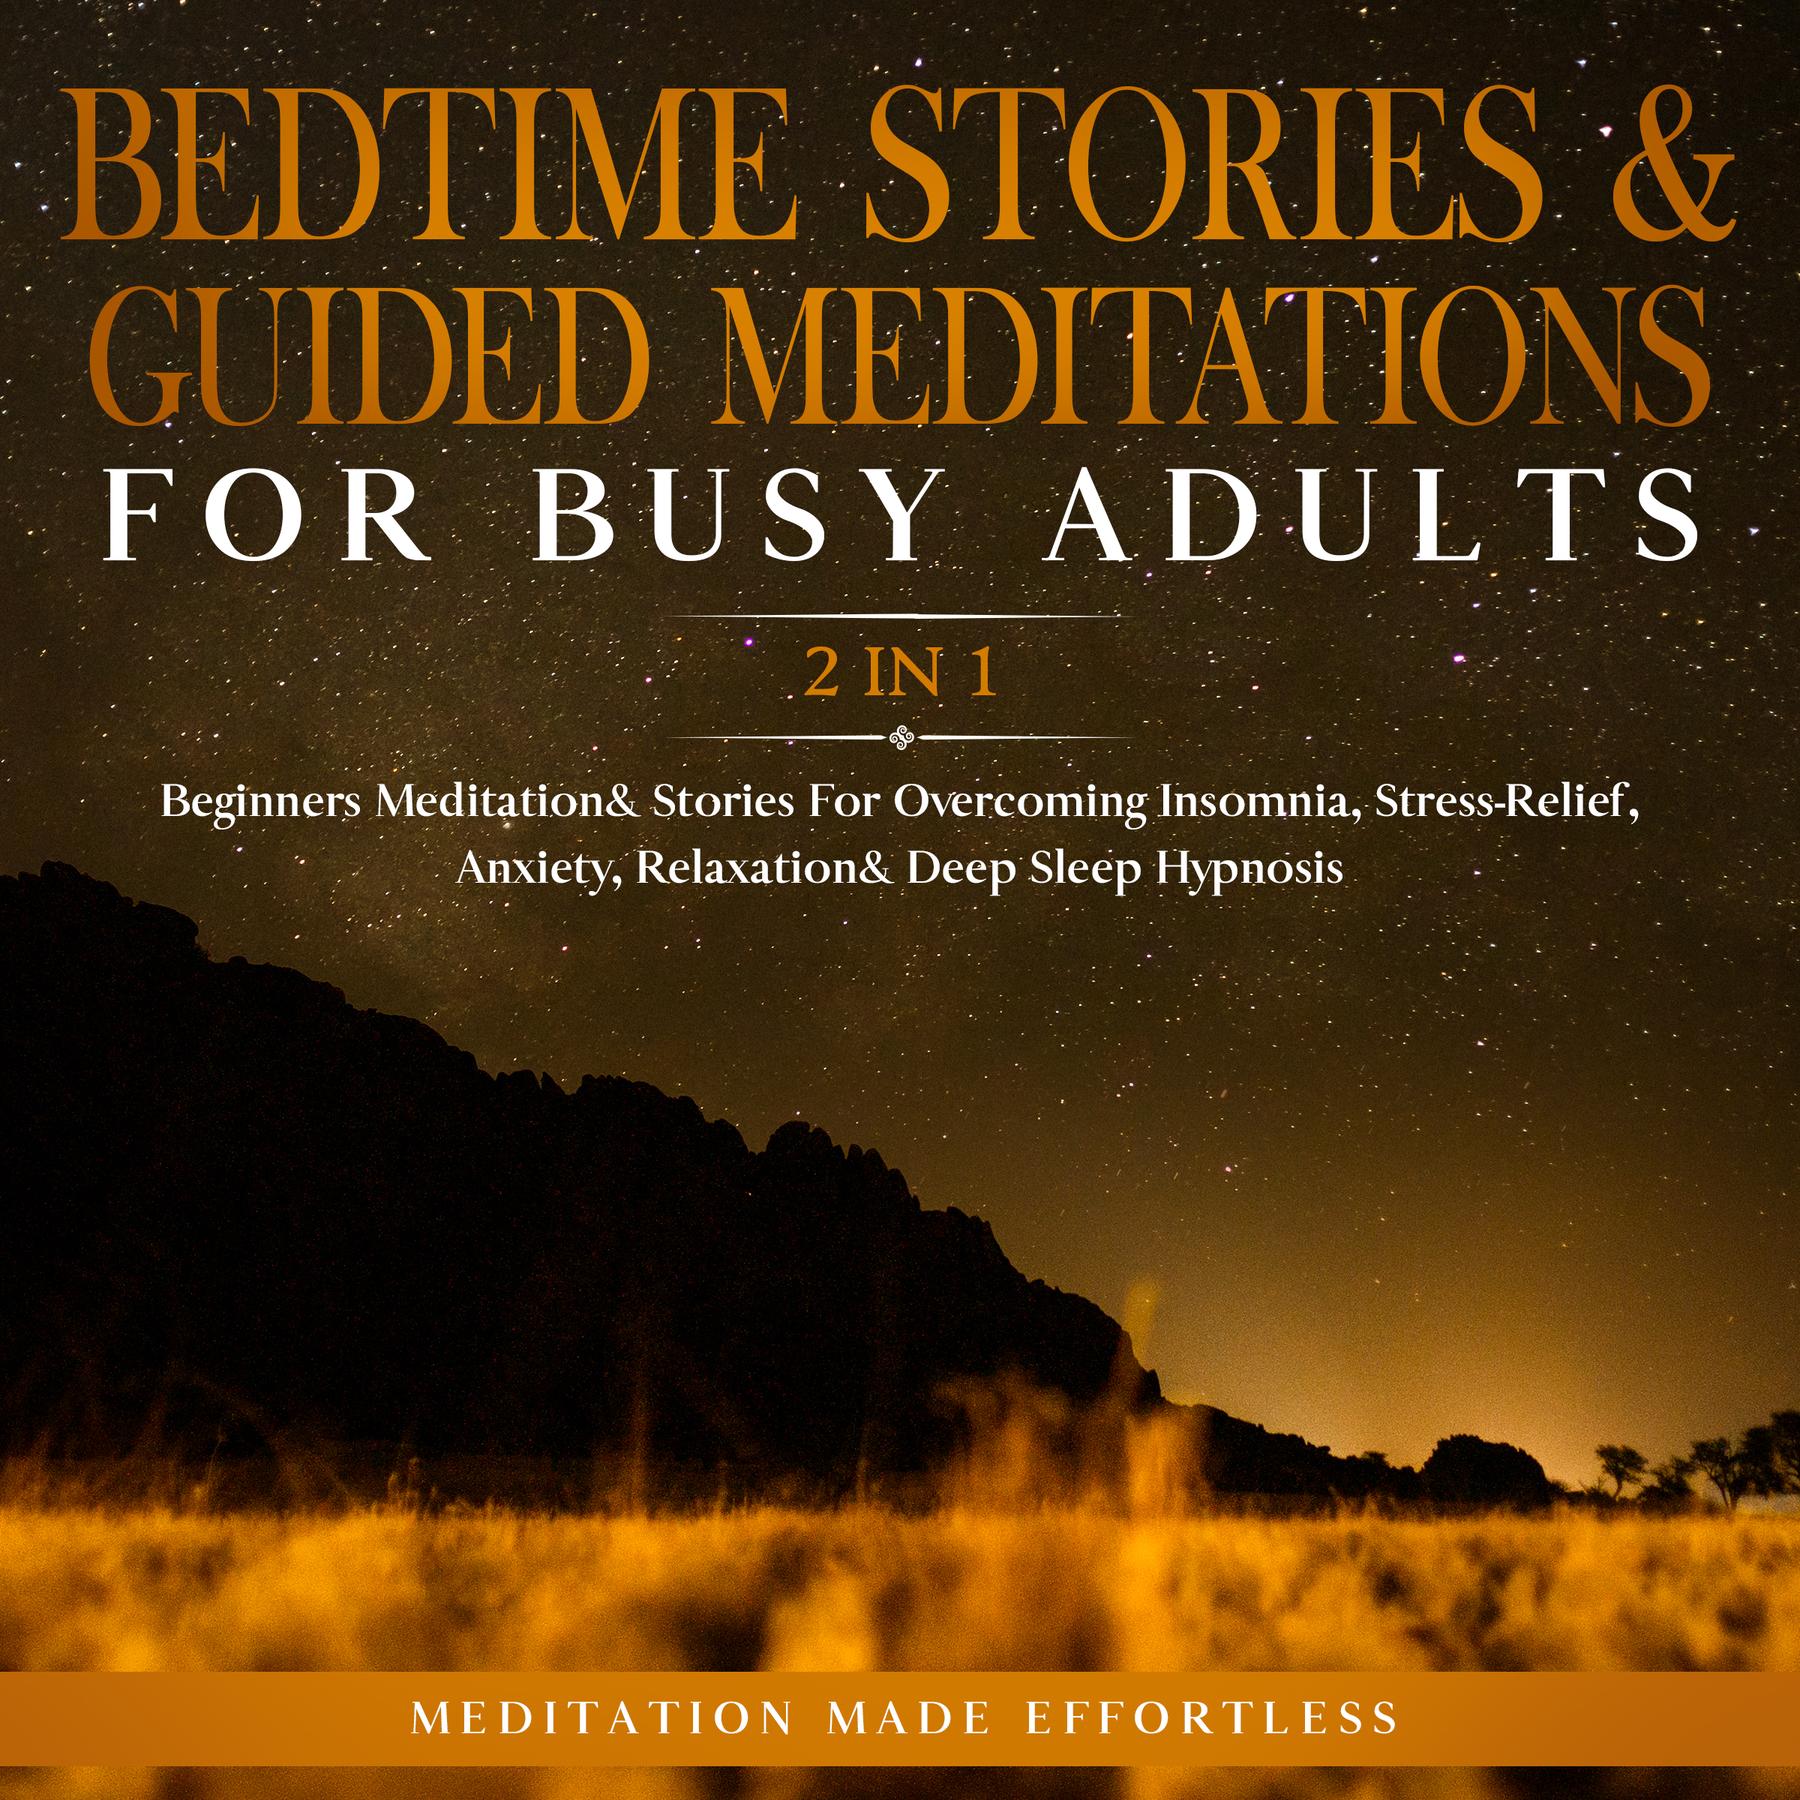 BEDTIME STORIES &
GUIDED MEDITATIONS
FOR BUSY ADULTS
2 IN 1
Beginners Meditation& Stories For Overcoming Insomnia, Stress-Relief,
Anxiety, Relaxation& Deep Sleep Hypnosis
MEDITATION MADE EFFORTLESS